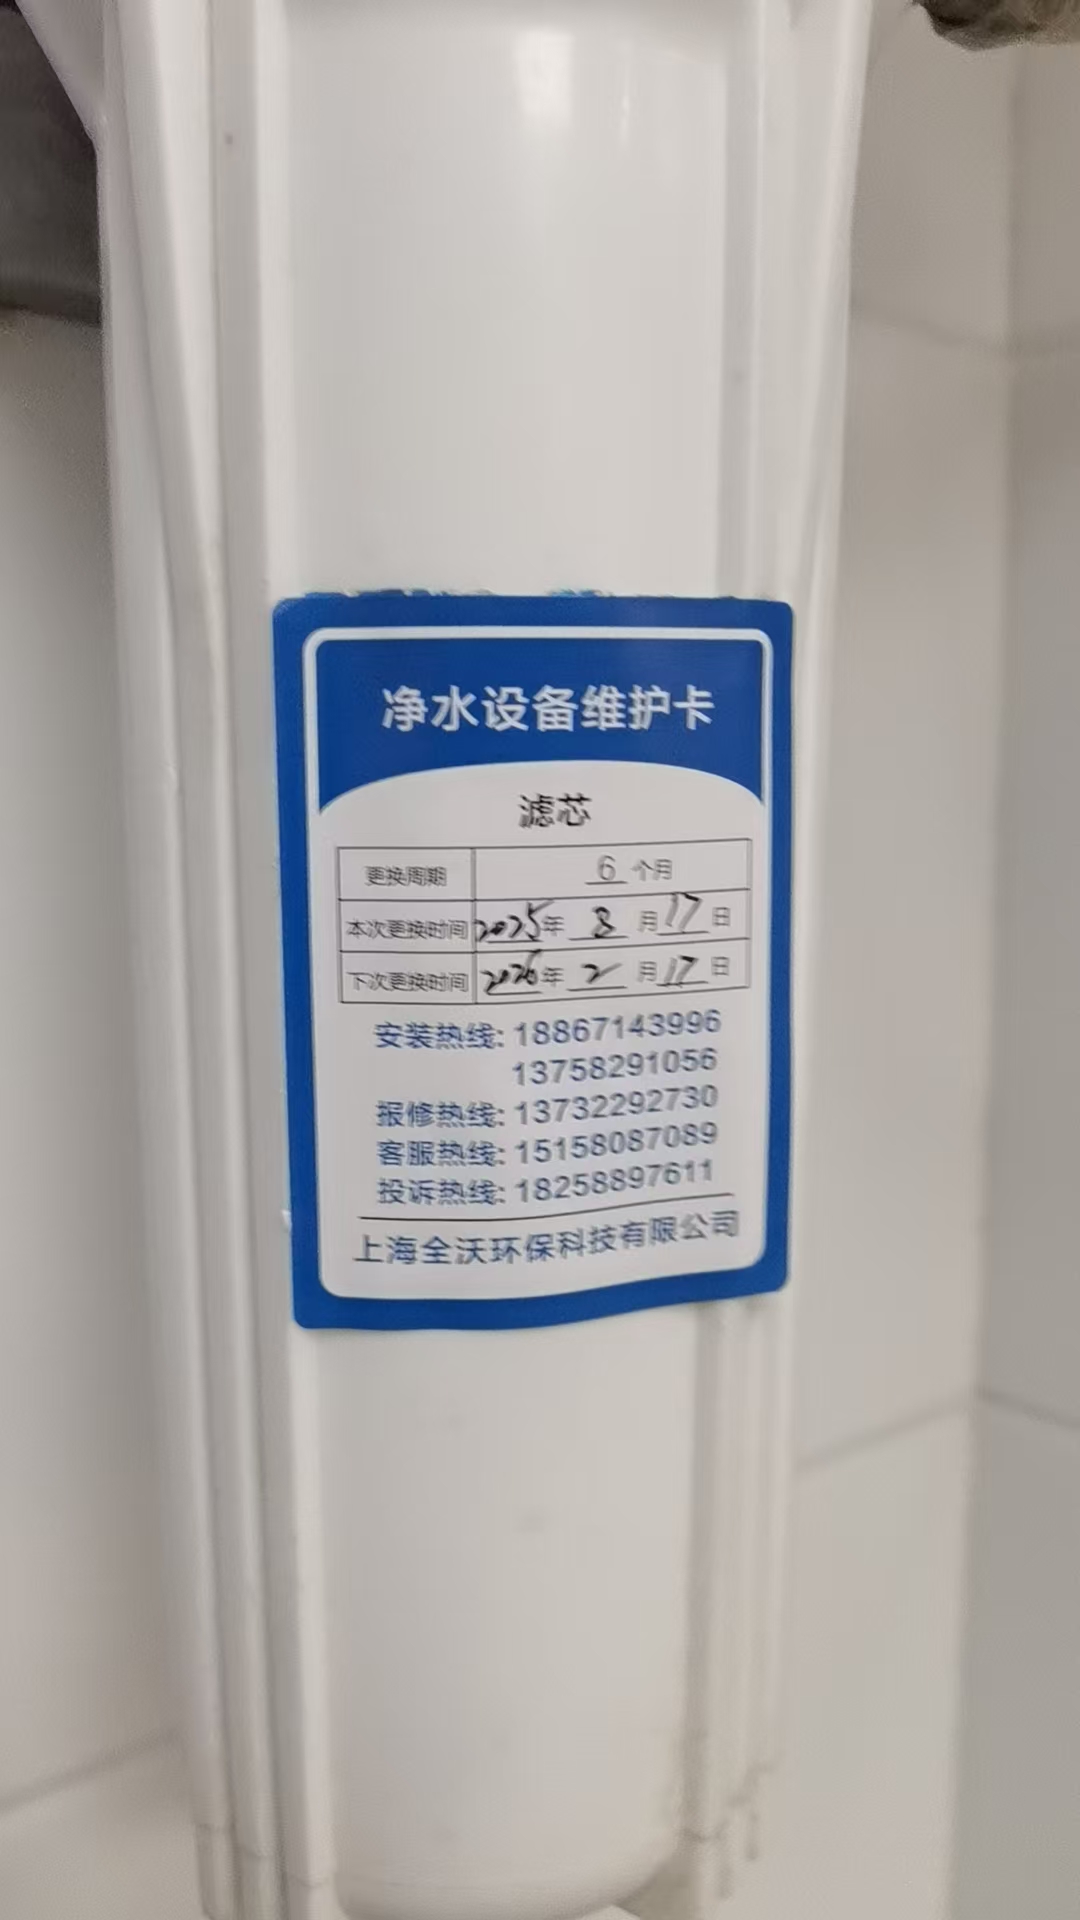 净水设备维护卡
滤芯
更换周期 6 个月
本次更换时间 2025年 8 月 17 日
下次更换时间 2026年 2 月 17 日
安装热线: 18867143996
13758291056
报修热线: 13732292730
客服热线: 15158087089
投诉热线: 18258897611
上海全沃环保科技有限公司